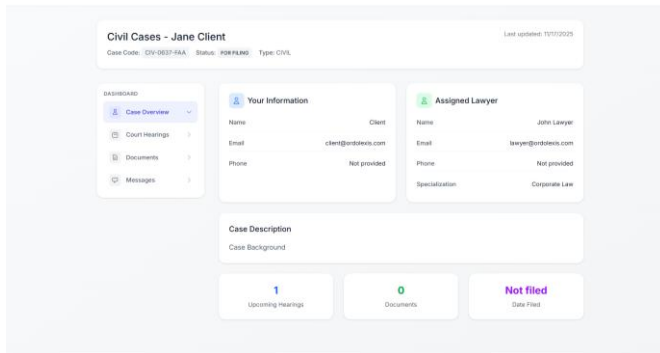 Civil Cases - Jane Client
Last updated: 11/17/2025
Case Code: CIV-0837-FAA Status: FOR FILING Type: CIVIL
DASHBOARD
Case Overview
Court Hearings
Documents
Messages
Your Information
Name Client
Email client@ordolexis.com
Phone Not provided
Assigned Lawyer
Name John Lawyer
Email lawyer@ordolexis.com
Phone Not provided
Specialization Corporate Law
Case Description
Case Background
1
Upcoming Hearings
0
Documents
Not filed
Date Filed